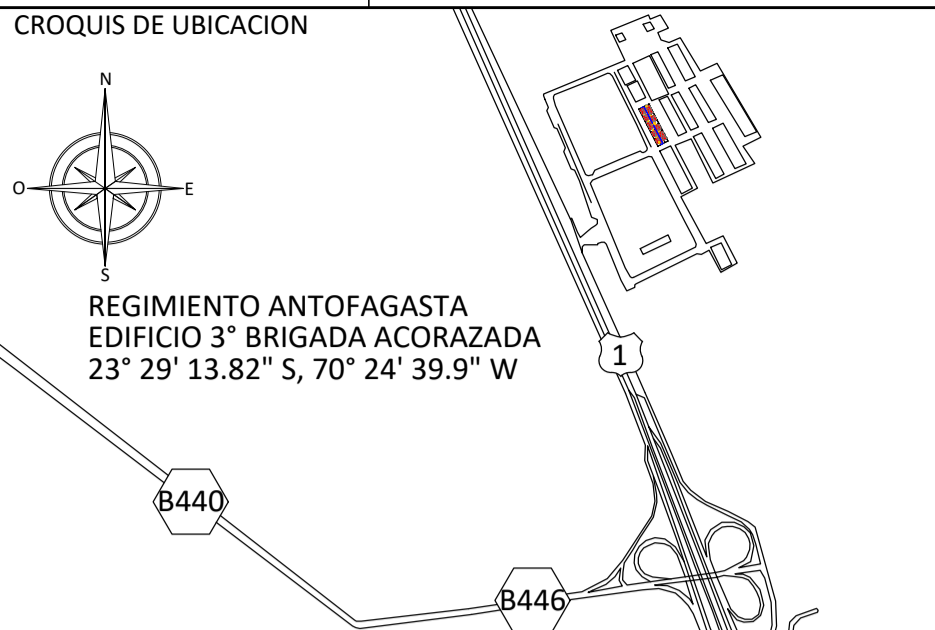 CROQUIS DE UBICACION
N
O
E
S
REGIMIENTO ANTOFAGASTA
EDIFICIO 3° BRIGADA ACORAZADA
23° 29' 13.82" S, 70° 24' 39.9" W
1
B440
B446